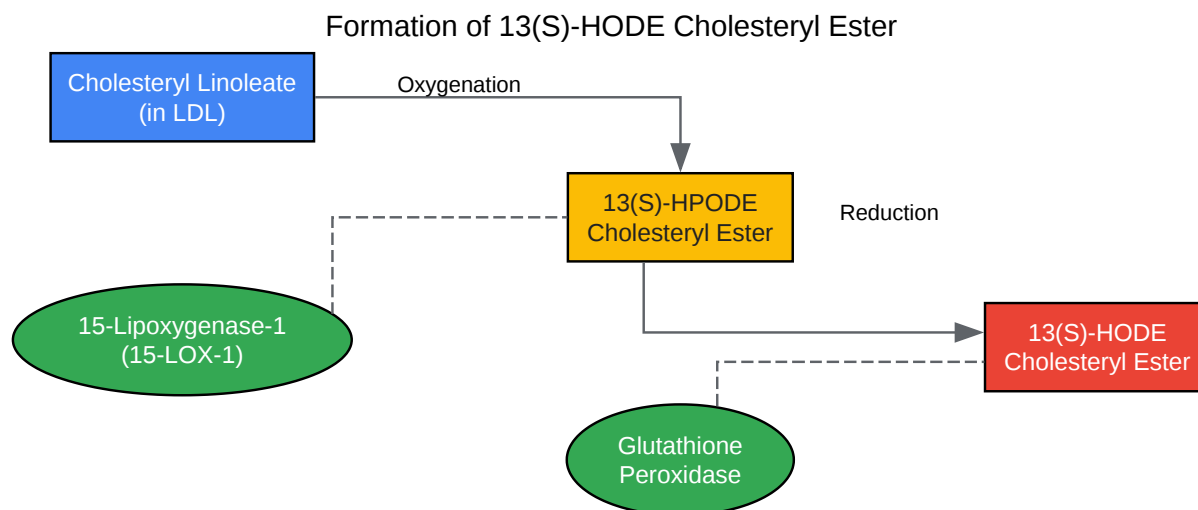 Formation of 13(S)-HODE Cholesteryl Ester
Cholesteryl Linoleate
(in LDL)
Oxygenation
13(S)-HPODE
Cholesteryl Ester
Reduction
15-Lipoxygenase-1
(15-LOX-1)
13(S)-HODE
Cholesteryl Ester
Glutathione
Peroxidase